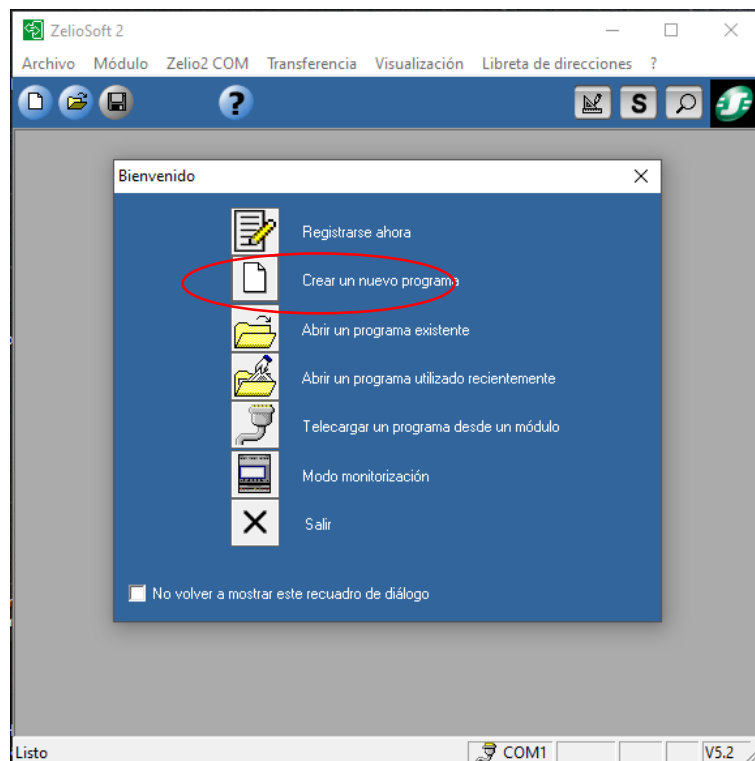 ZelioSoft 2
Archivo Módulo Zelio2 COM Transferencia Visualización Libreta de direcciones ?
? S
Bienvenido
Registrarse ahora
Crear un nuevo programa
Abrir un programa existente
Abrir un programa utilizado recientemente
Telecargar un programa desde un módulo
Modo monitorización
Salir
No volver a mostrar este recuadro de diálogo
Listo COM1 V5.2